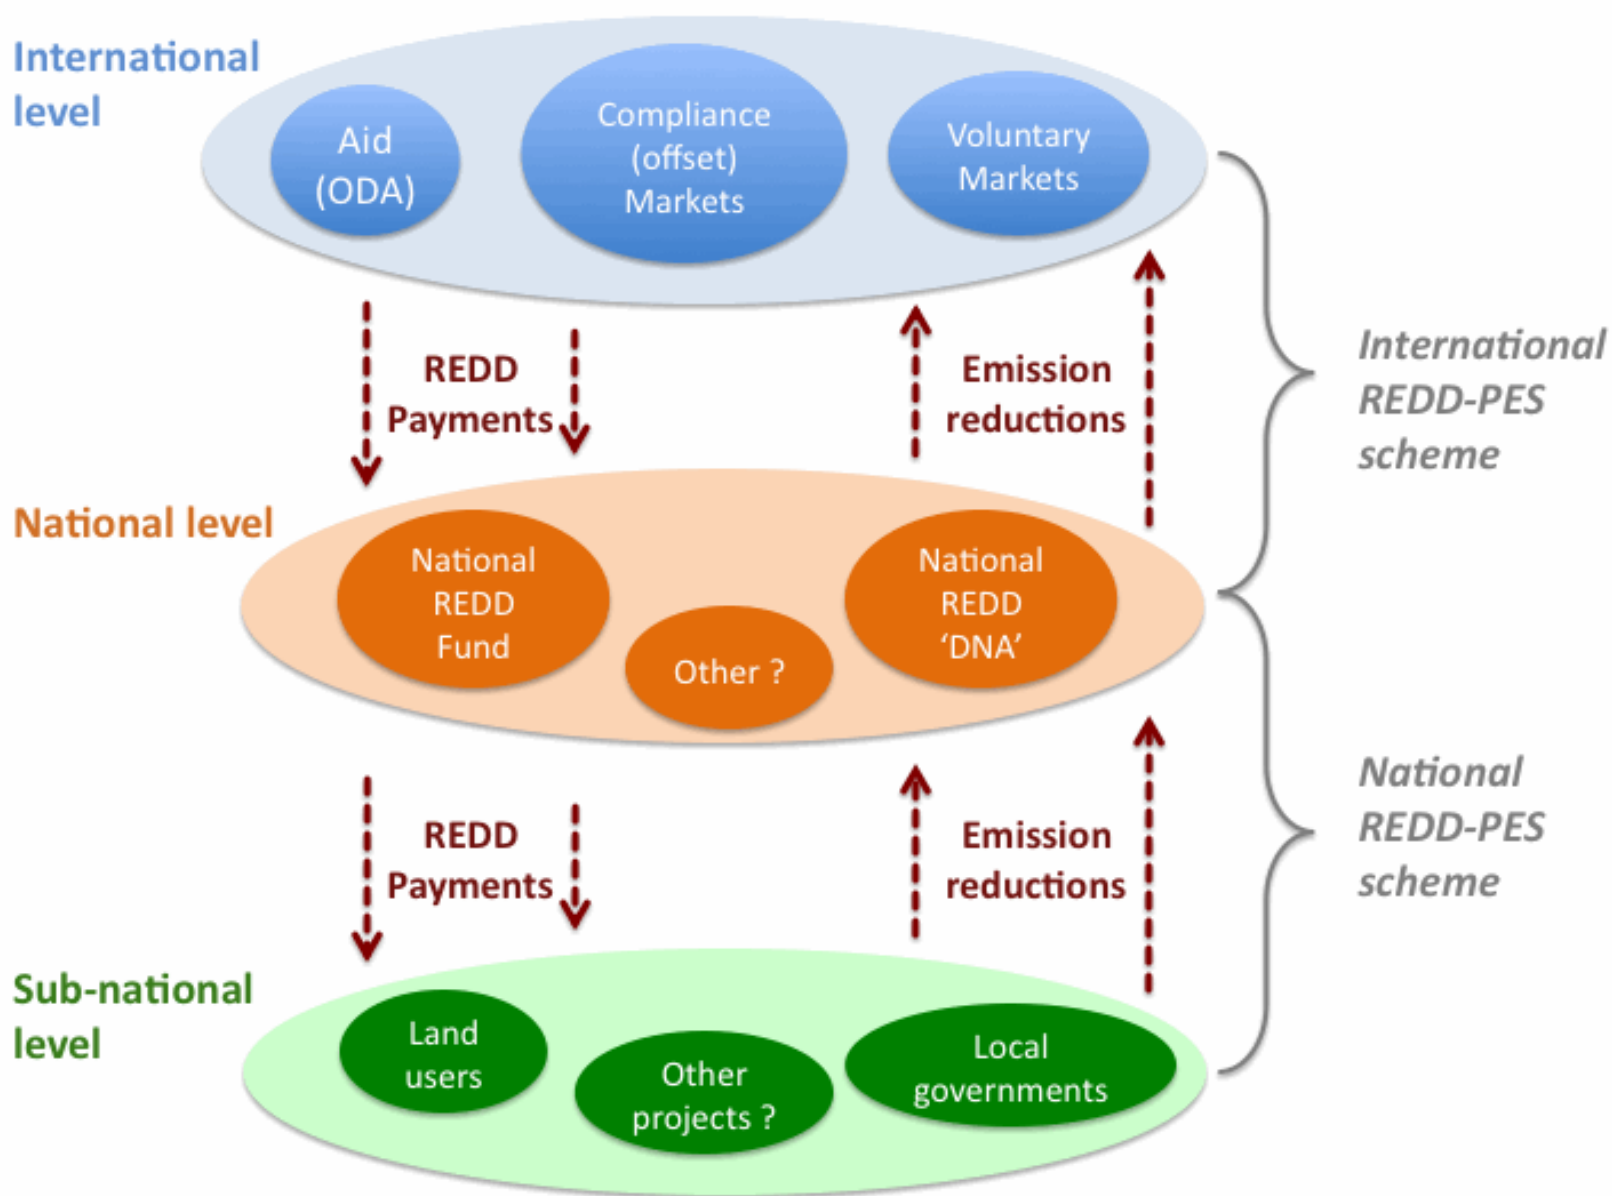 International
level
Aid
(ODA)
Compliance
(offset)
Markets
Voluntary
Markets
REDD
Payments
Emission
reductions
International
REDD-PES
scheme
National level
National
REDD
Fund
Other ?
National
REDD
‘DNA’
REDD
Payments
Emission
reductions
National
REDD-PES
scheme
Sub-national
level
Land
users
Other
projects ?
Local
governments